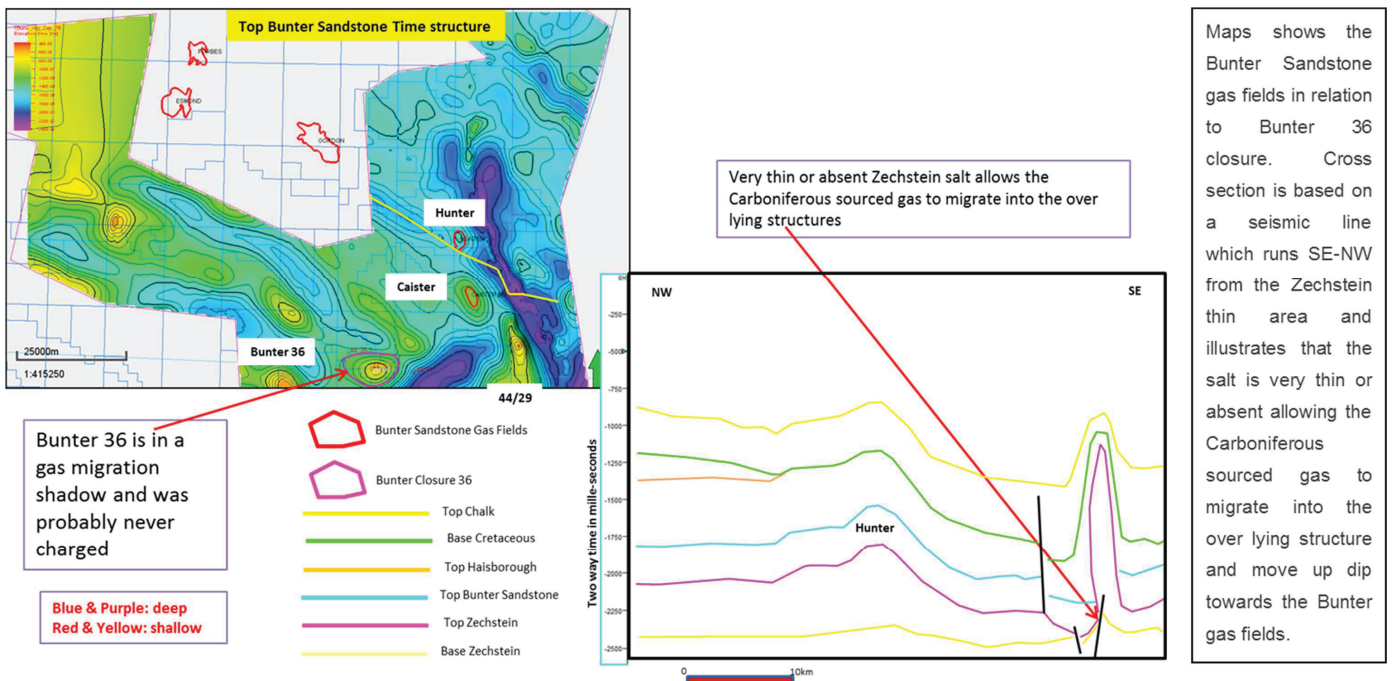 Top Bunter Sandstone Time structure
FORBES
ESMOND
GORDON
Hunter
Caister
Bunter 36
25000m
1:415250
44/29
Bunter 36 is in a
gas migration
shadow and was
probably never
charged
Blue & Purple: deep
Red & Yellow: shallow
Bunter Sandstone Gas Fields
Bunter Closure 36
Top Chalk
Base Cretaceous
Top Haisborough
Top Bunter Sandstone
Top Zechstein
Base Zechstein
Very thin or absent Zechstein salt allows the
Carboniferous sourced gas to migrate into the over
lying structures
NW
SE
Hunter
Two way time in mille-seconds
-250
-500
-750
-1000
-1250
-1500
-1750
-2000
-2250
-2500
0
10km
Maps shows the
Bunter Sandstone
gas fields in relation
to Bunter 36
closure. Cross
section is based on
a seismic line
which runs SE-NW
from the Zechstein
thin area and
illustrates that the
salt is very thin or
absent allowing the
Carboniferous
sourced gas to
migrate into the
over lying structure
and move up dip
towards the Bunter
gas fields.